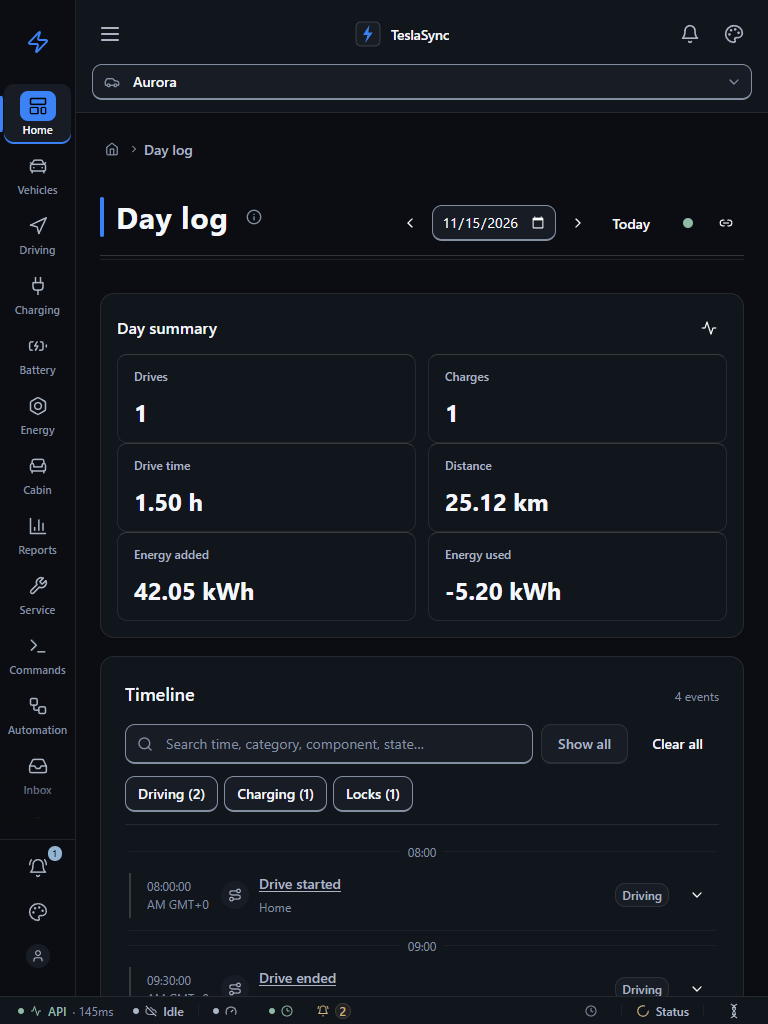 TeslaSync
Aurora
Home
Vehicles
Driving
Charging
Battery
Energy
Cabin
Reports
Service
Commands
Automation
Inbox
1
Day log
Day log
11/15/2026
Today
Day summary
Drives
1
Charges
1
Drive time
1.50 h
Distance
25.12 km
Energy added
42.05 kWh
Energy used
-5.20 kWh
Timeline
4 events
Search time, category, component, state...
Show all
Clear all
Driving (2)
Charging (1)
Locks (1)
08:00
08:00:00
AM GMT+0
Drive started
Home
Driving
09:00
09:30:00
AM GMT+0
Drive ended
Driving
API · 145ms
Idle
2
Status